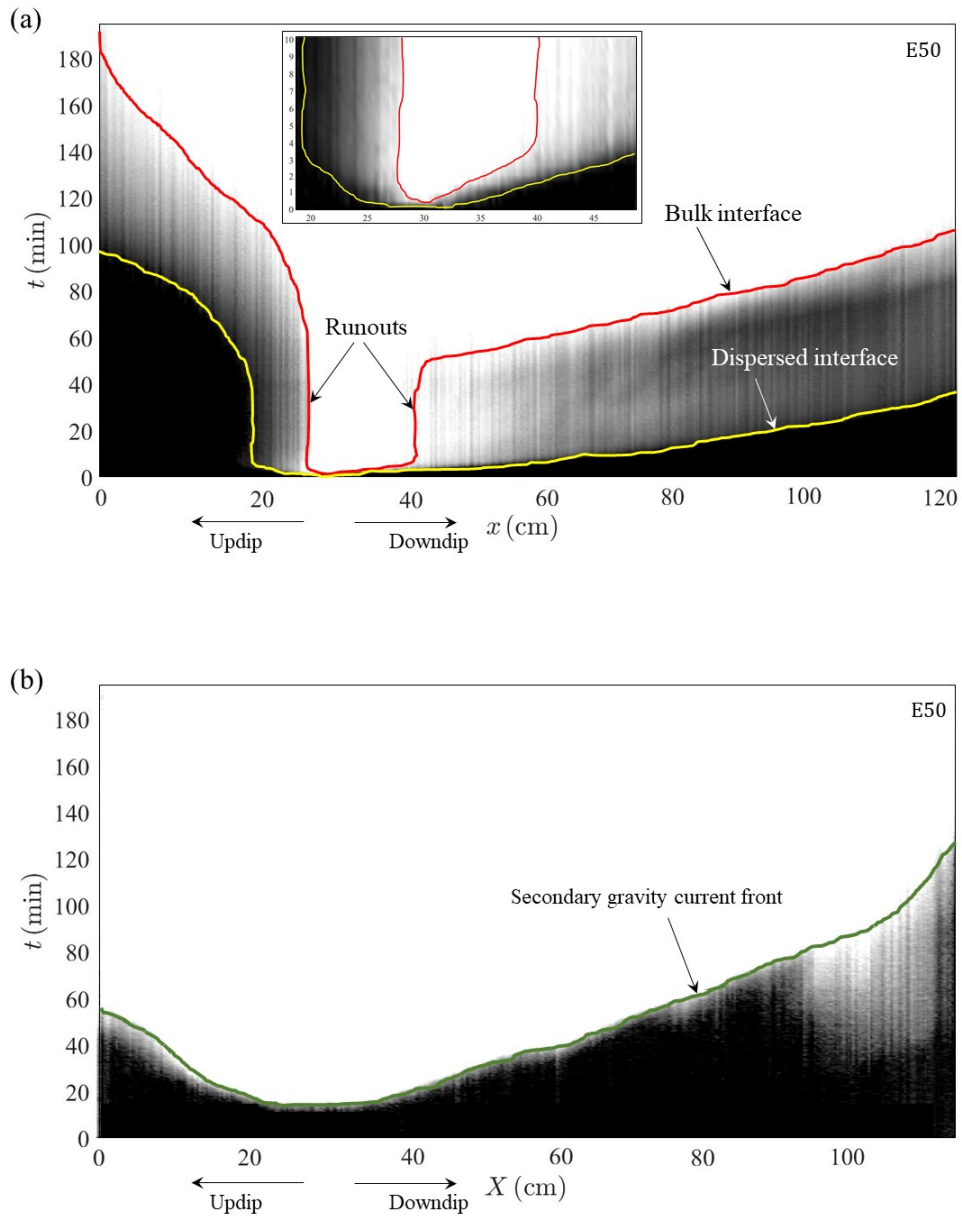 (a)
E50
180
160
140
120
100
80
60
40
20
0
t (min)
10
9
8
7
6
5
4
3
2
1
0
20 25 30 35 40 45
Bulk interface
Runouts
Dispersed interface
0 20 40 60 80 100 120
x (cm)
Updip Downdip
(b)
E50
180
160
140
120
100
80
60
40
20
0
t (min)
Secondary gravity current front
0 20 40 60 80 100
X (cm)
Updip Downdip